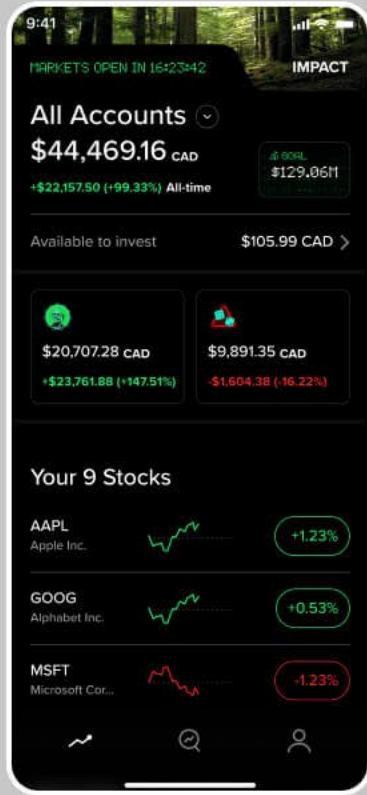 9:41
MARKETS OPEN IN 16:23:42
IMPACT
All Accounts
$44,469.16 CAD
+$22,157.50 (+99.33%) All-time
GOAL
$129.06M
Available to invest
$105.99 CAD
$20,707.28 CAD
+$23,761.88 (+147.51%)
$9,891.35 CAD
-$1,604.38 (-16.22%)
Your 9 Stocks
AAPL
Apple Inc.
+1.23%
GOOG
Alphabet Inc.
+0.53%
MSFT
Microsoft Cor...
-1.23%